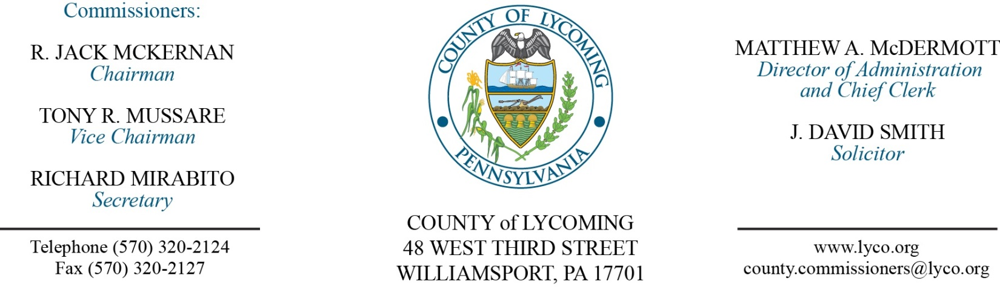 Commissioners:
R. JACK MCKERNAN
Chairman
TONY R. MUSSARE
Vice Chairman
RICHARD MIRABITO
Secretary
Telephone (570) 320-2124
Fax (570) 320-2127
COUNTY OF LYCOMING
PENNSYLVANIA
COUNTY of LYCOMING
48 WEST THIRD STREET
WILLIAMSPORT, PA 17701
MATTHEW A. McDERMOTT
Director of Administration
and Chief Clerk
J. DAVID SMITH
Solicitor
www.lyco.org
county.commissioners@lyco.org